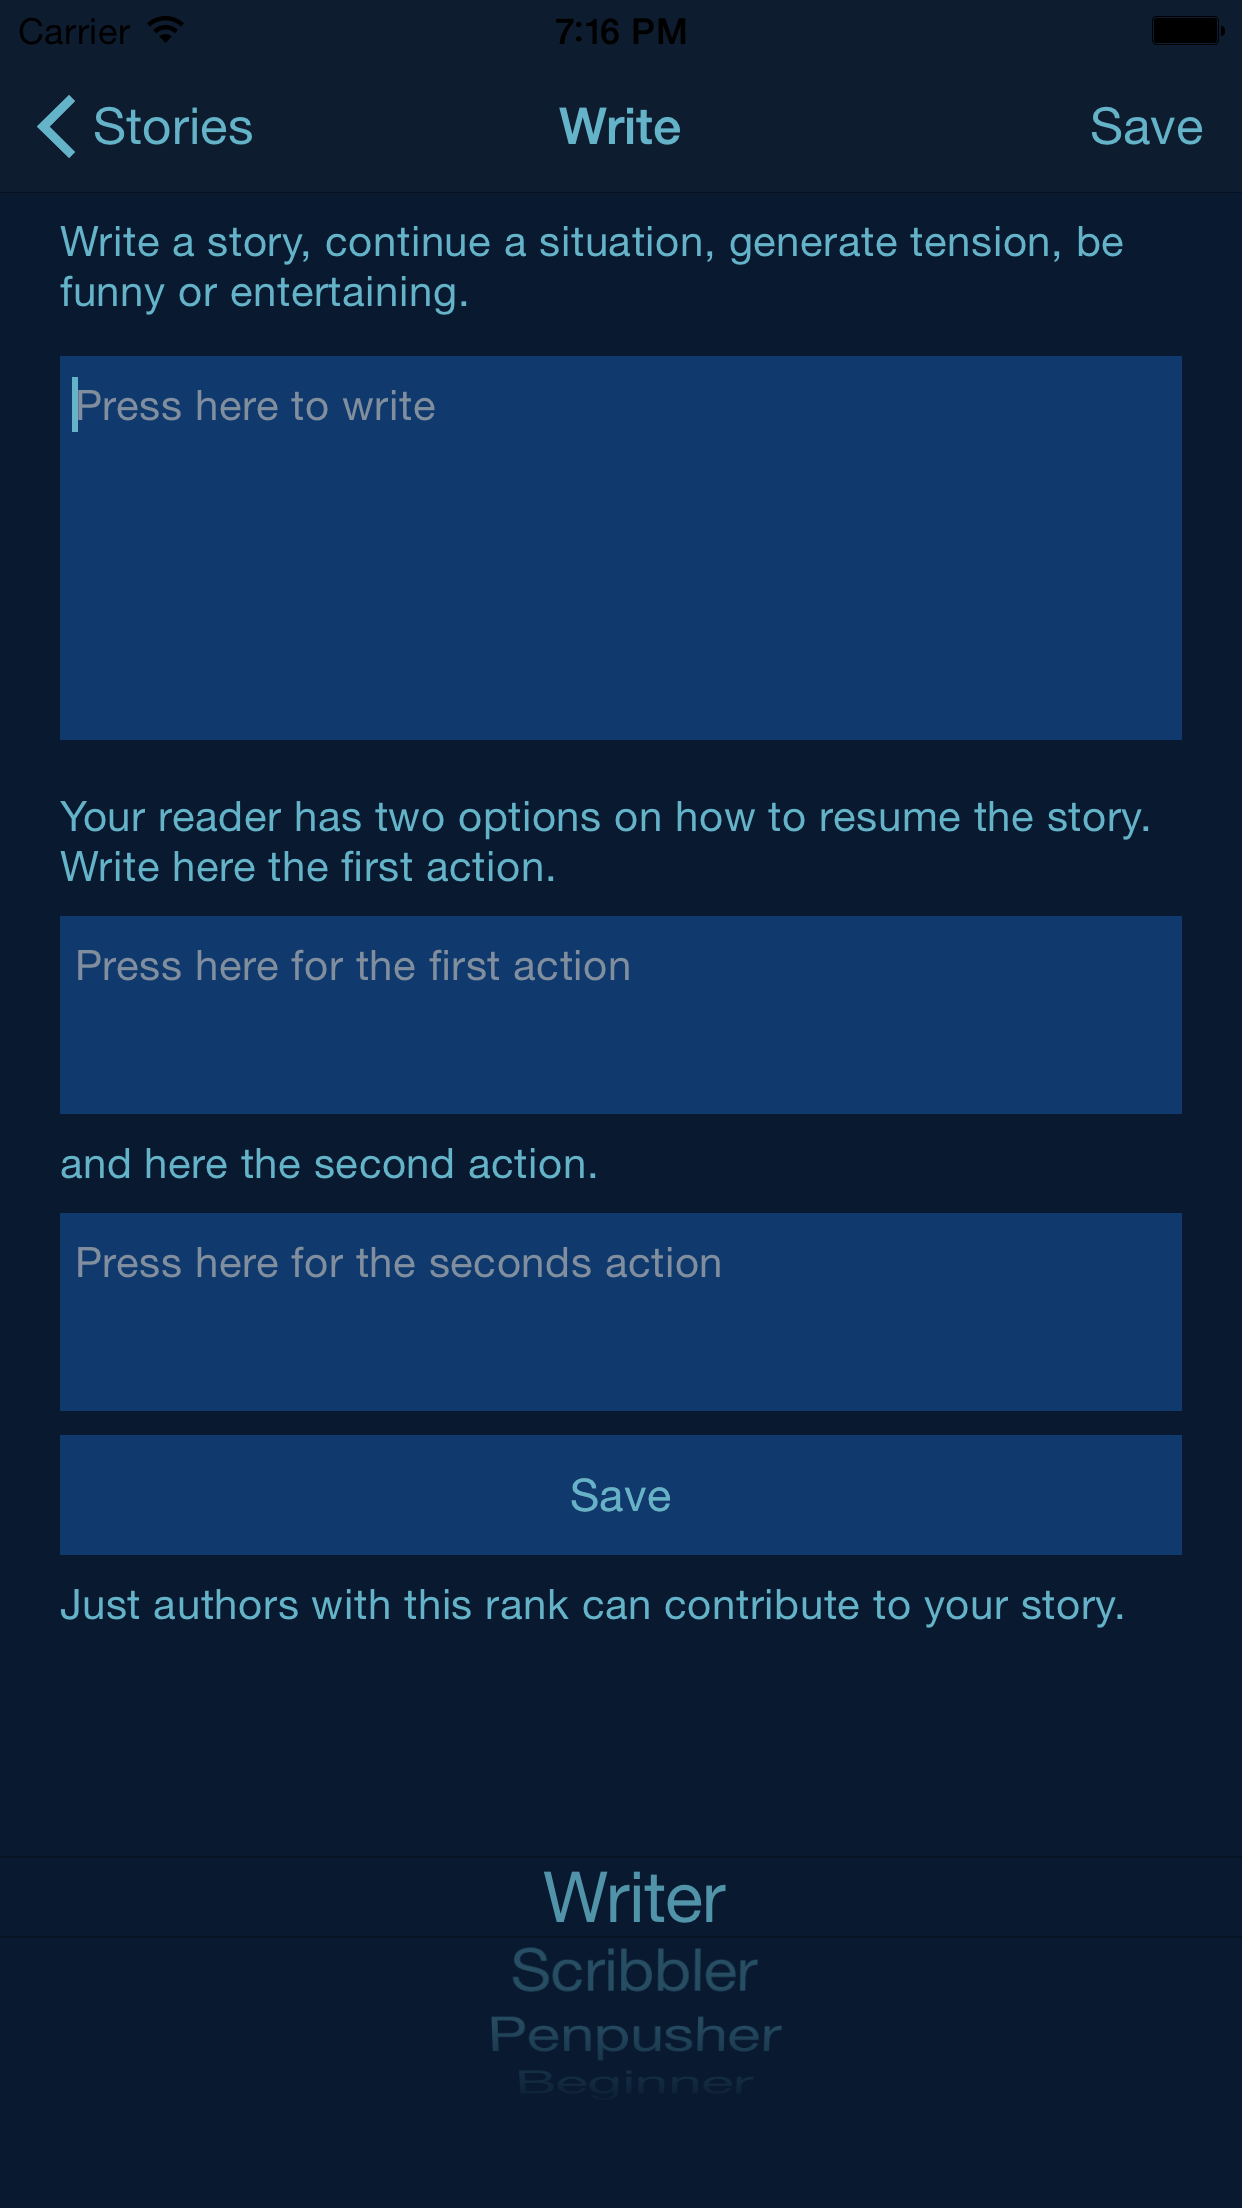 Carrier 7:16 PM
Stories Write Save
Write a story, continue a situation, generate tension, be
funny or entertaining.
Press here to write
Your reader has two options on how to resume the story.
Write here the first action.
Press here for the first action
and here the second action.
Press here for the seconds action
Save
Just authors with this rank can contribute to your story.
Writer
Scribbler
Penpusher
Beginner